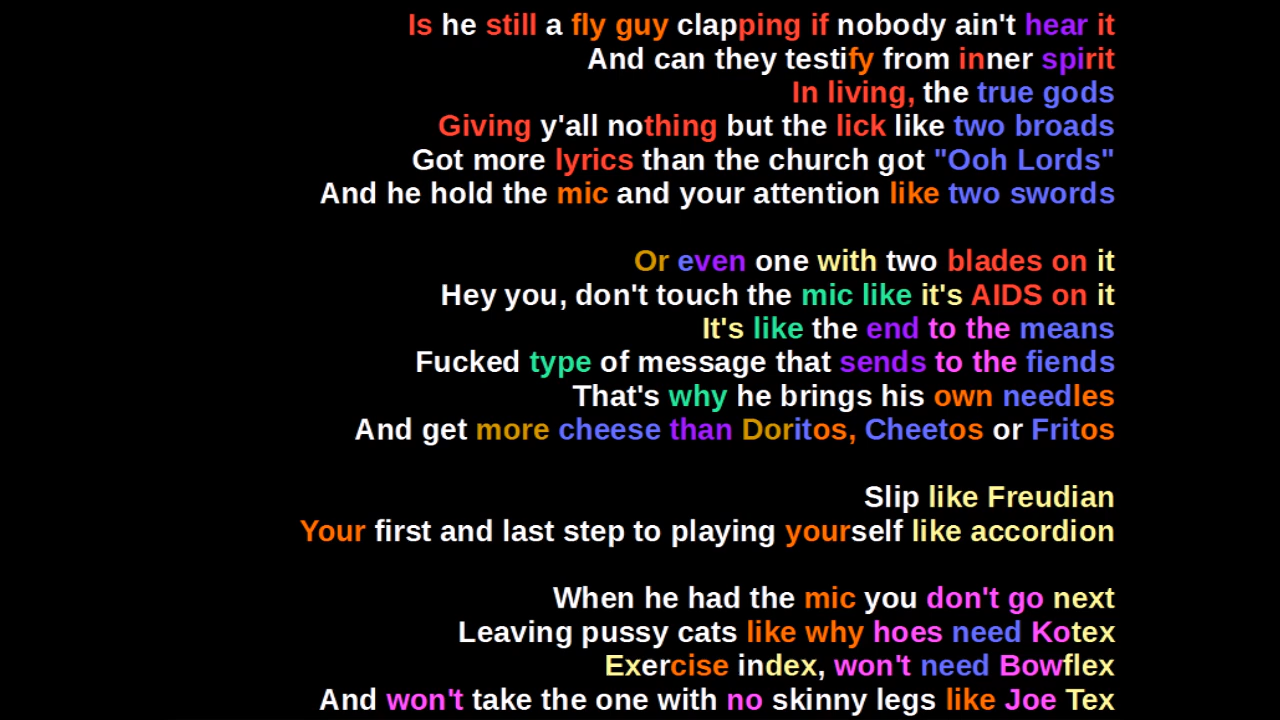 Is he still a fly guy clapping if nobody ain't hear it
And can they testify from inner spirit
In living, the true gods
Giving y'all nothing but the lick like two broads
Got more lyrics than the church got "Ooh Lords"
And he hold the mic and your attention like two swords
Or even one with two blades on it
Hey you, don't touch the mic like it's AIDS on it
It's like the end to the means
Fucked type of message that sends to the fiends
That's why he brings his own needles
And get more cheese than Doritos, Cheetos or Fritos
Slip like Freudian
Your first and last step to playing yourself like accordion
When he had the mic you don't go next
Leaving pussy cats like why hoes need Kotex
Exercise index, won't need Bowflex
And won't take the one with no skinny legs like Joe Tex